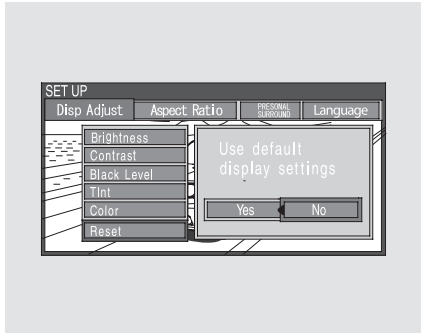 SET UP
Disp Adjust Aspect Ratio PRESONAL SURROUND Language
Brightness
Contrast
Black Level
TInt
Color
Reset
Use default
display settings
Yes No